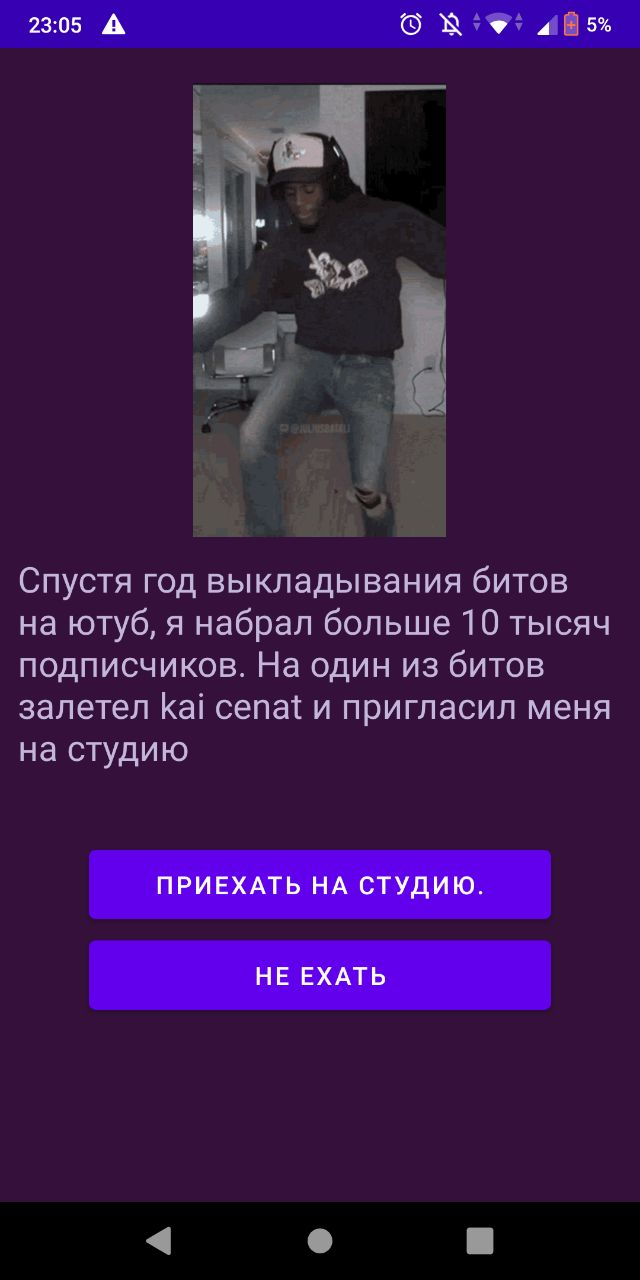 23:05
5%
@JULIUSBATALI
Спустя год выкладывания битов
на ютуб, я набрал больше 10 тысяч
подписчиков. На один из битов
залетел kai cenat и пригласил меня
на студию
ПРИЕХАТЬ НА СТУДИЮ.
НЕ ЕХАТЬ